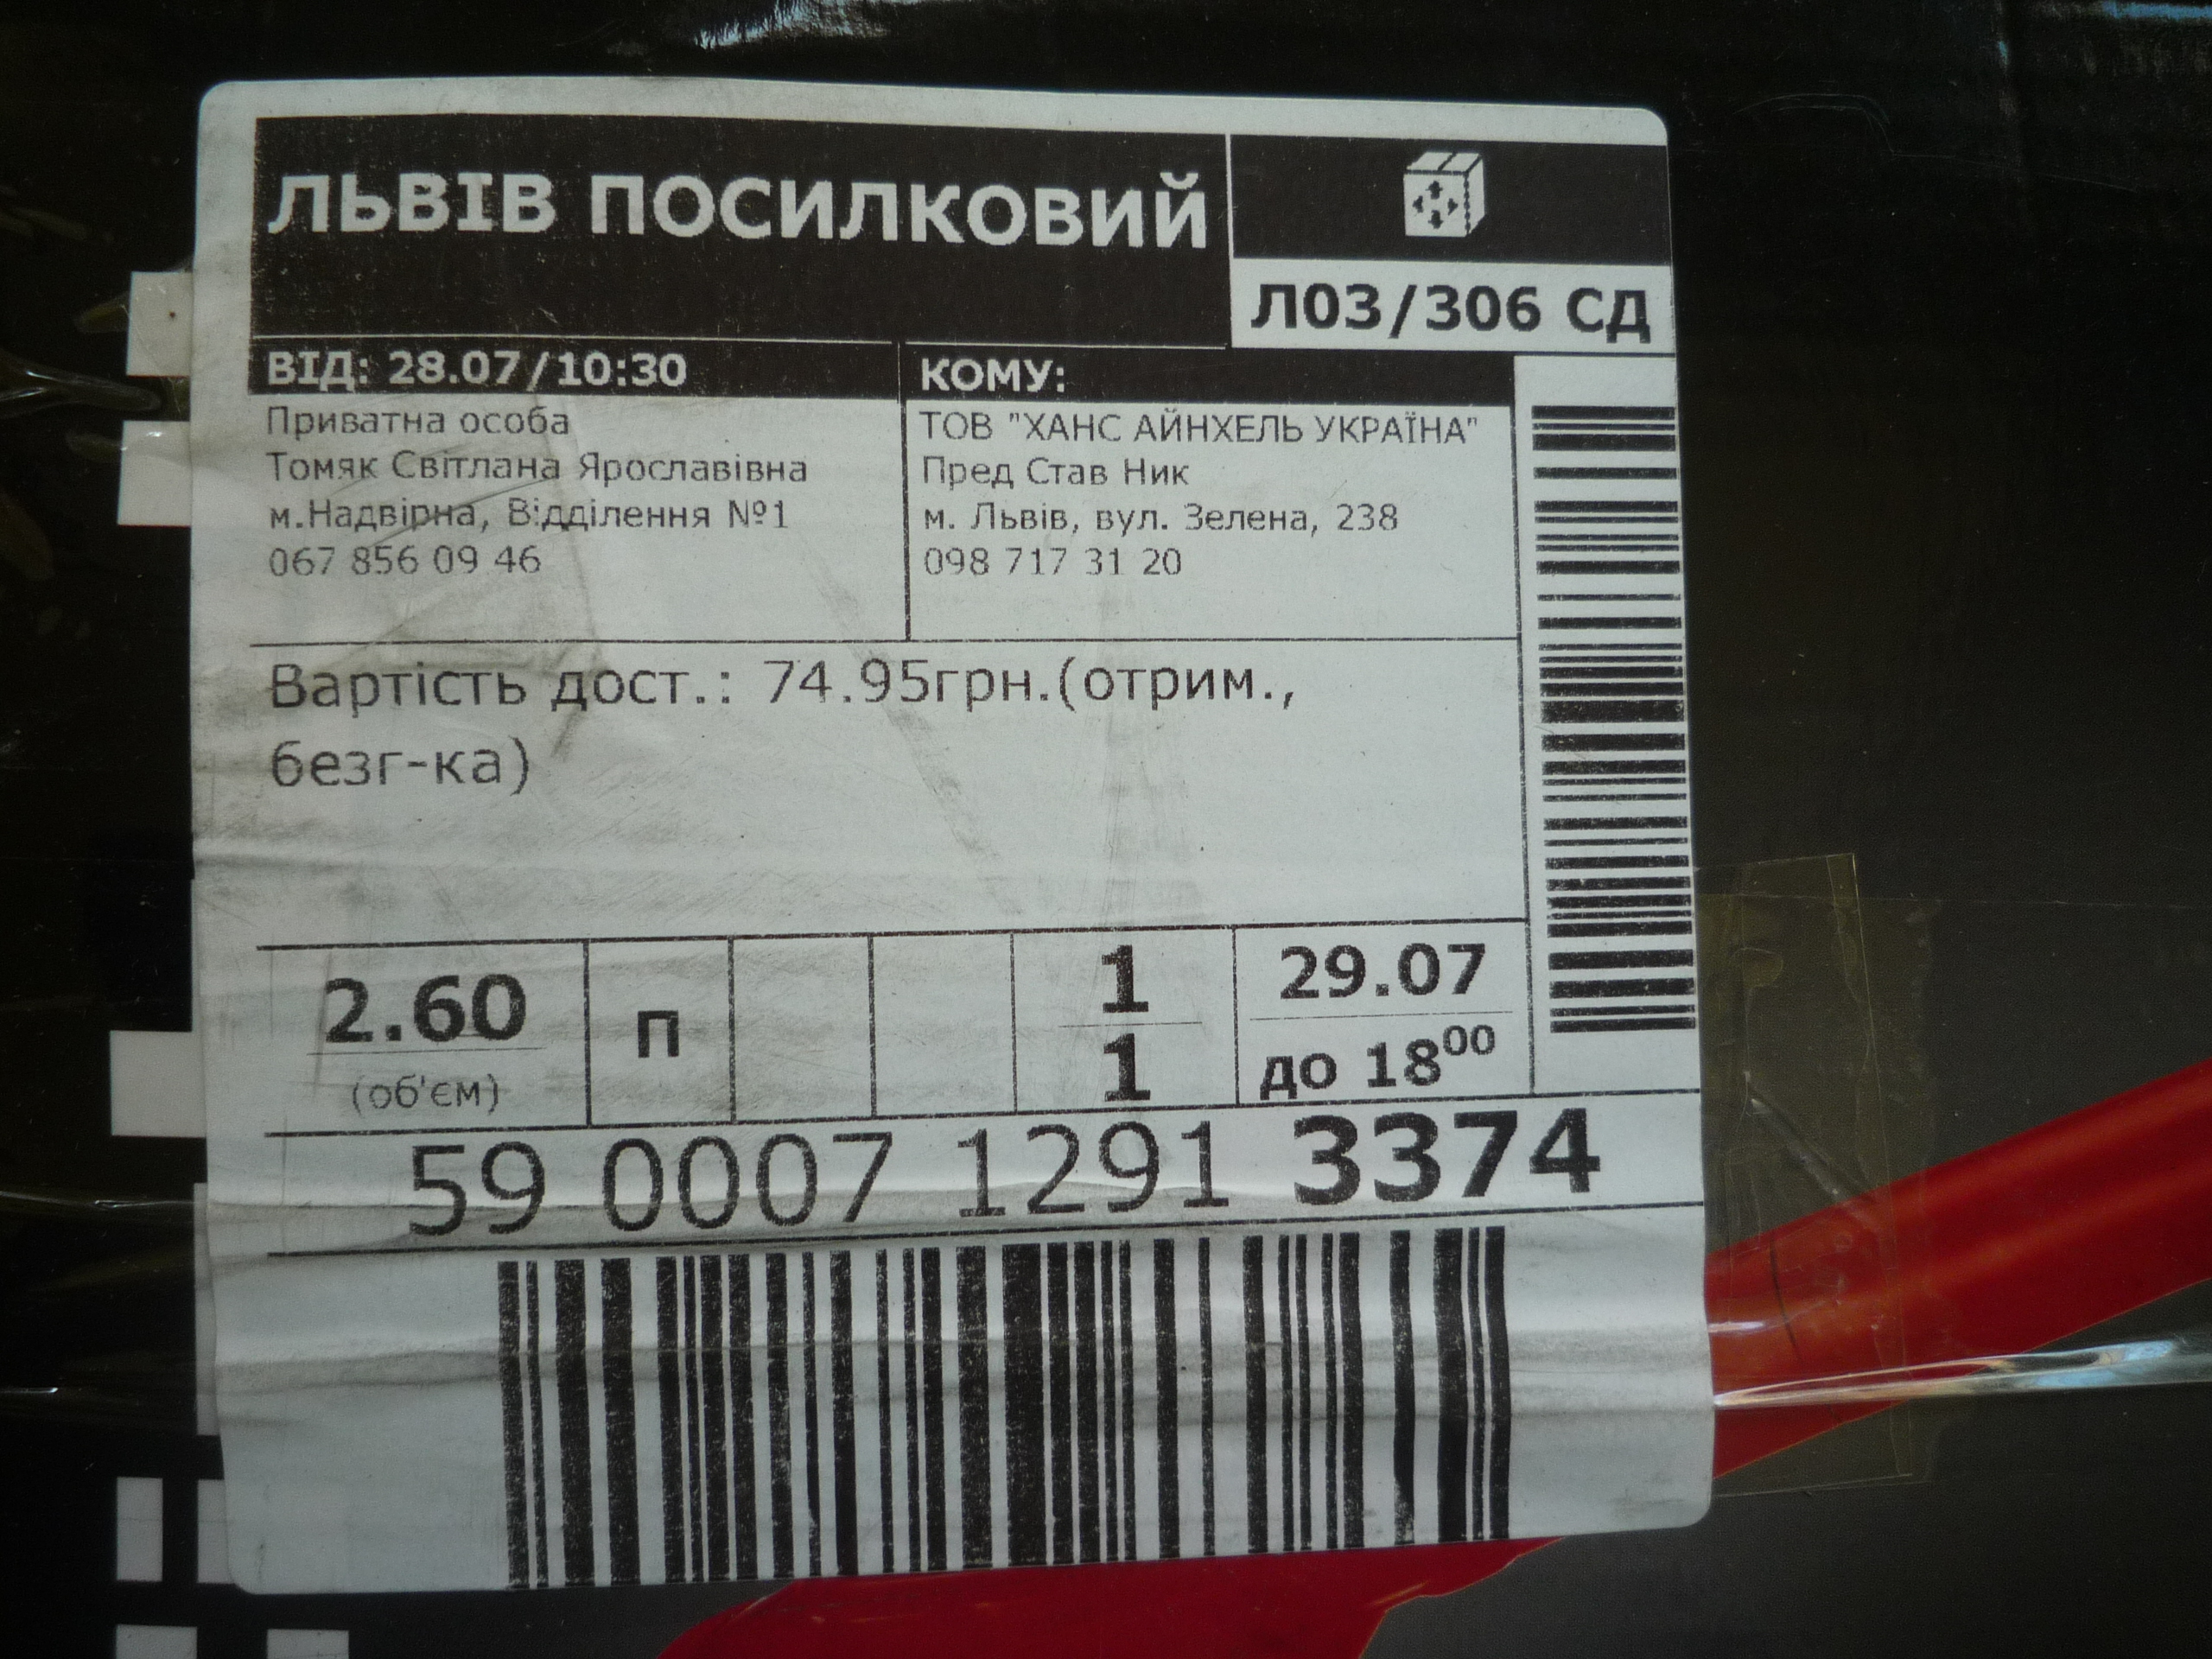 ЛЬВІВ ПОСИЛКОВИЙ
Л03/306 СД
ВІД: 28.07/10:30
Приватна особа
Томяк Світлана Ярославівна
м.Надвірна, Відділення №1
067 856 09 46
КОМУ:
ТОВ "ХАНС АЙНХЕЛЬ УКРАЇНА"
Пред Став Ник
м. Львів, вул. Зелена, 238
098 717 31 20
Вартість дост.: 74.95грн.(отрим.,
безг-ка)
2.60
(об'єм)
п
1
1
29.07
до 18⁰⁰
59 0007 1291 3374